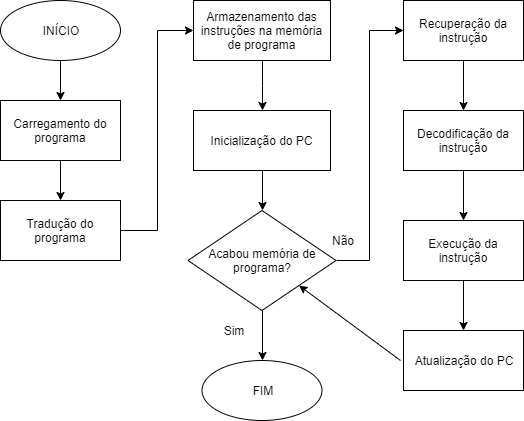 INÍCIO
Carregamento do
programa
Tradução do
programa
Armazenamento das
instruções na memória
de programa
Inicialização do PC
Acabou memória de
programa?
Não
Sim
FIM
Recuperação da
instrução
Decodificação da
instrução
Execução da
instrução
Atualização do PC